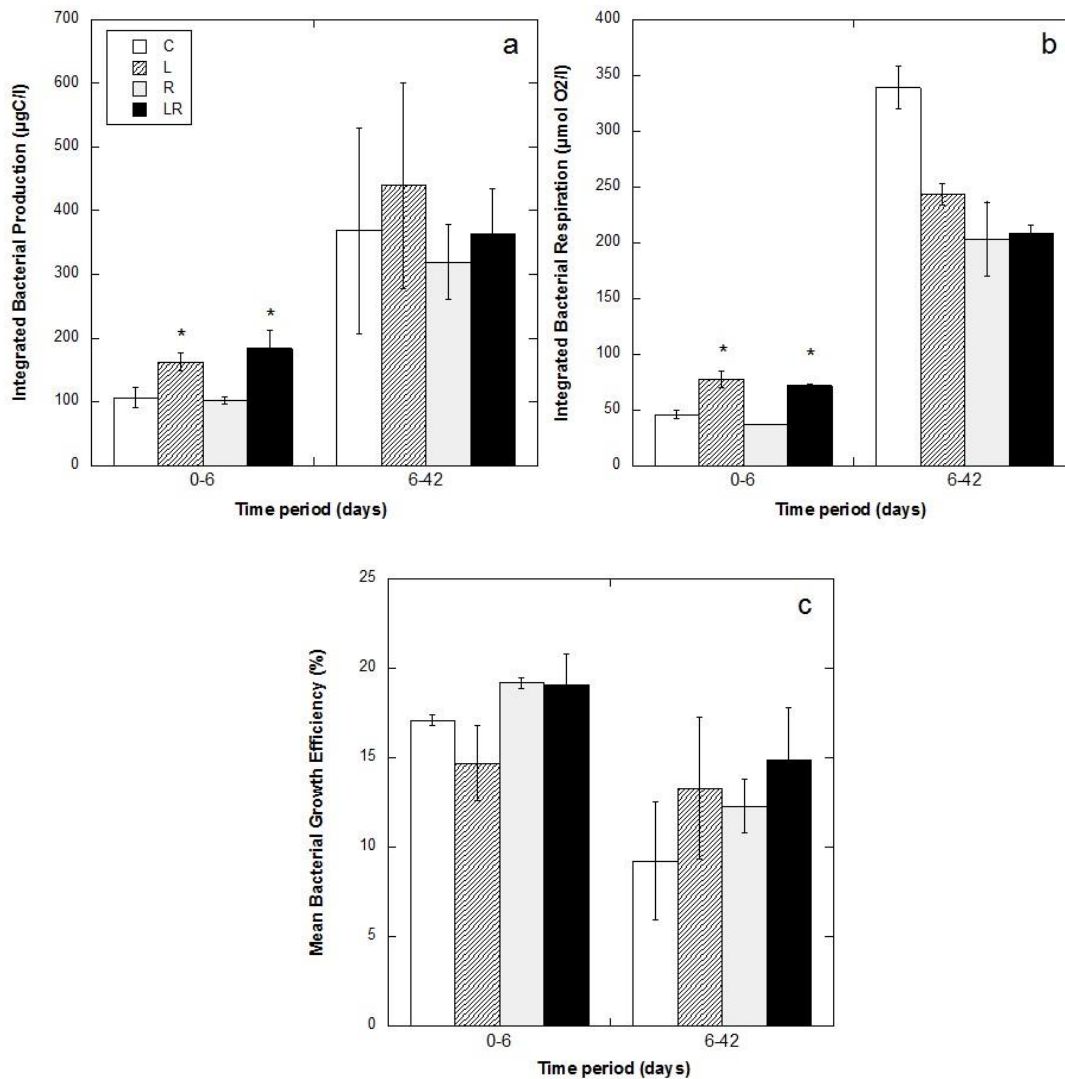 a
C
L
R
LR
Integrated Bacterial Production (µgC/l)
700
600
500
400
300
200
100
0
*
*
0-6
6-42
Time period (days)
b
Integrated Bacterial Respiration (µmol O2/l)
400
350
300
250
200
150
100
50
0
*
*
0-6
6-42
Time period (days)
c
Mean Bacterial Growth Efficiency (%)
25
20
15
10
5
0
0-6
6-42
Time period (days)